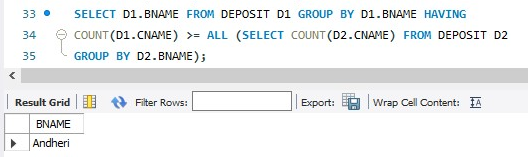 33 SELECT D1.BNAME FROM DEPOSIT D1 GROUP BY D1.BNAME HAVING
34 COUNT(D1.CNAME) >= ALL (SELECT COUNT(D2.CNAME) FROM DEPOSIT D2
35 GROUP BY D2.BNAME);
Result Grid Filter Rows: Export: Wrap Cell Content: IA
BNAME
Andheri